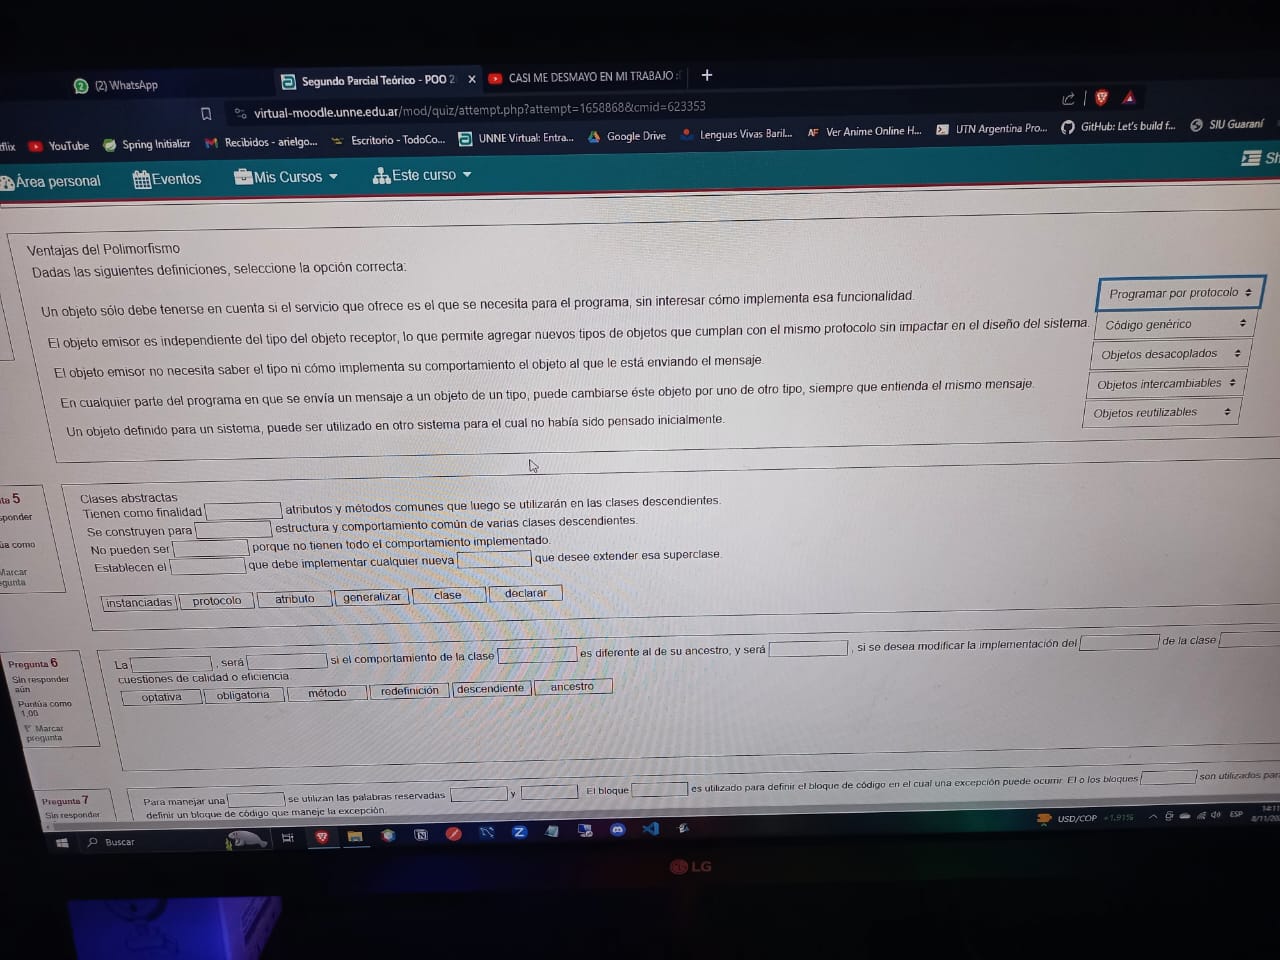 (2) WhatsApp
Segundo Parcial Teórico - POO 2
CASI ME DESMAYO EN MI TRABAJO :
virtual-moodle.unne.edu.ar/mod/quiz/attempt.php?attempt=1658868&cmid=623353
flix YouTube Spring Initializr Recibidos - arielgo... Escritorio - TodoCo... UNNE Virtual: Entra... Google Drive Lenguas Vivas Baril... Ver Anime Online H... UTN Argentina Pro... GitHub: Let's build f... SIU Guaraní
Área personal Eventos Mis Cursos Este curso Sh
Ventajas del Polimorfismo
Dadas las siguientes definiciones, seleccione la opción correcta:
Un objeto sólo debe tenerse en cuenta si el servicio que ofrece es el que se necesita para el programa, sin interesar cómo implementa esa funcionalidad. Programar por protocolo
El objeto emisor es independiente del tipo del objeto receptor, lo que permite agregar nuevos tipos de objetos que cumplan con el mismo protocolo sin impactar en el diseño del sistema. Código genérico
El objeto emisor no necesita saber el tipo ni cómo implementa su comportamiento el objeto al que le está enviando el mensaje. Objetos desacoplados
En cualquier parte del programa en que se envía un mensaje a un objeto de un tipo, puede cambiarse éste objeto por uno de otro tipo, siempre que entienda el mismo mensaje. Objetos intercambiables
Un objeto definido para un sistema, puede ser utilizado en otro sistema para el cual no había sido pensado inicialmente. Objetos reutilizables
ta 5
sponder
úa como
Marcar
egunta
Clases abstractas
Tienen como finalidad atributos y métodos comunes que luego se utilizarán en las clases descendientes.
Se construyen para estructura y comportamiento común de varias clases descendientes.
No pueden ser porque no tienen todo el comportamiento implementado.
Establecen el que debe implementar cualquier nueva que desee extender esa superclase.
instanciadas protocolo atributo generalizar clase declarar
Pregunta 6
Sin responder
aún
Puntúa como
1,00
Marcar
pregunta
La , será si el comportamiento de la clase es diferente al de su ancestro, y será , si se desea modificar la implementación del de la clase
cuestiones de calidad o eficiencia.
optativa obligatoria método redefinición descendiente ancestro
Pregunta 7
Sin responder
Para manejar una se utilizan las palabras reservadas y . El bloque es utilizado para definir el bloque de código en el cual una excepción puede ocurrir. El o los bloques son utilizados para
definir un bloque de código que maneje la excepción.
Buscar
USD/COP +1.91%
ESP
14:11
8/11/20
LG